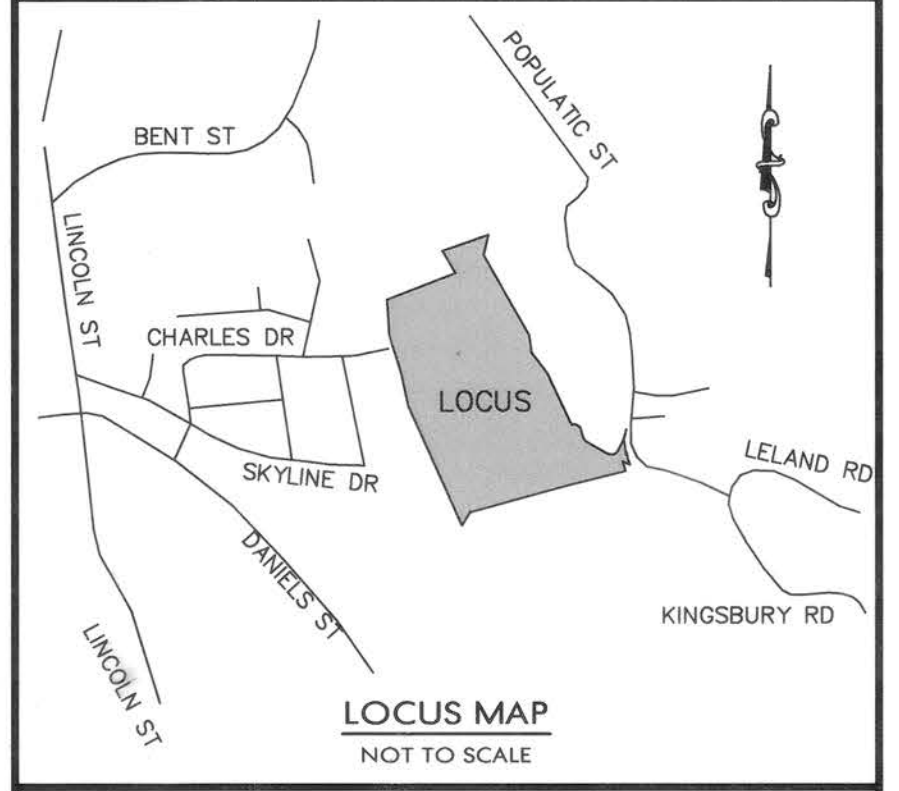 POPULATIC ST
BENT ST
LINCOLN ST
CHARLES DR
LOCUS
SKYLINE DR
LELAND RD
DANIELS ST
KINGSBURY RD
LINCOLN ST
LOCUS MAP
NOT TO SCALE